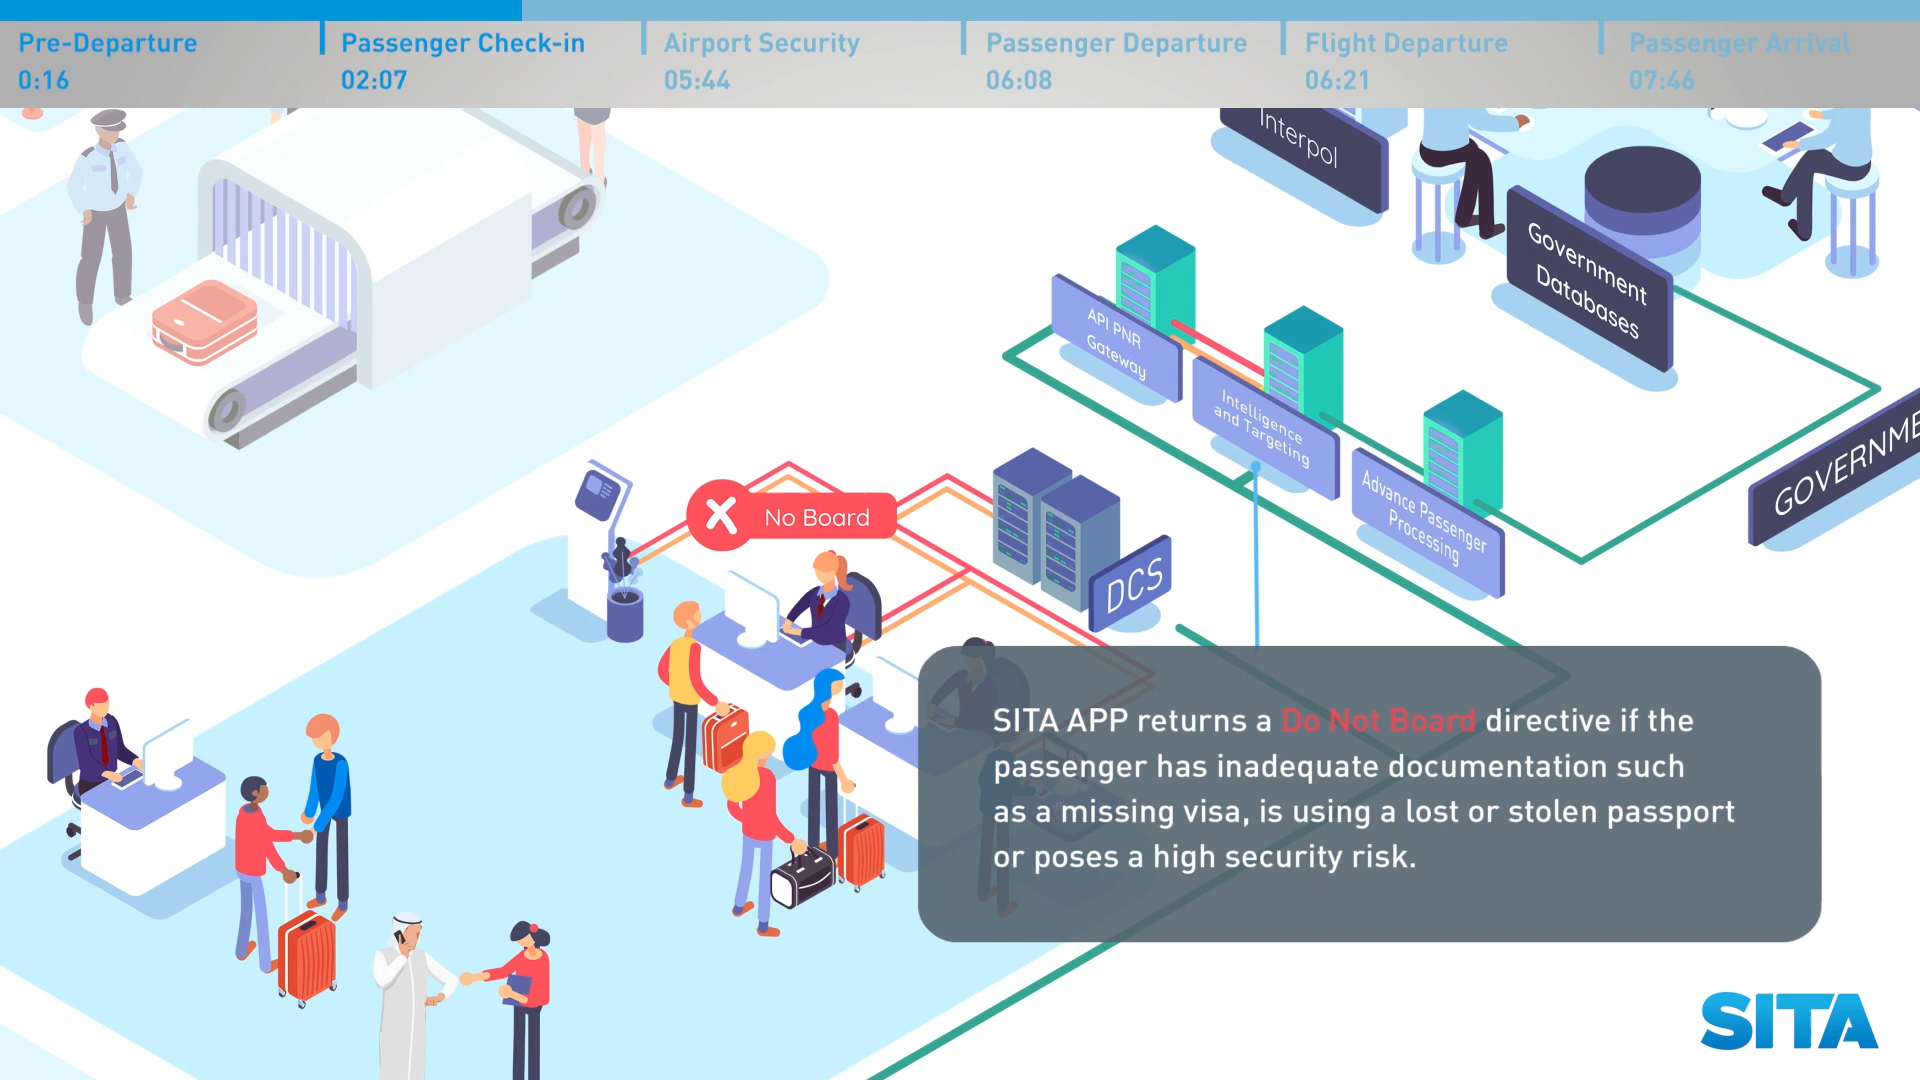 Pre-Departure
0:16
Passenger Check-in
02:07
Airport Security
05:44
Passenger Departure
06:08
Flight Departure
06:21
Passenger Arrival
07:46
Interpol
Government
Databases
API PNR
Gateway
Intelligence
and Targeting
Advance Passenger
Processing
No Board
DCS
SITA APP returns a Do Not Board directive if the
passenger has inadequate documentation such
as a missing visa, is using a lost or stolen passport
or poses a high security risk.
SITA